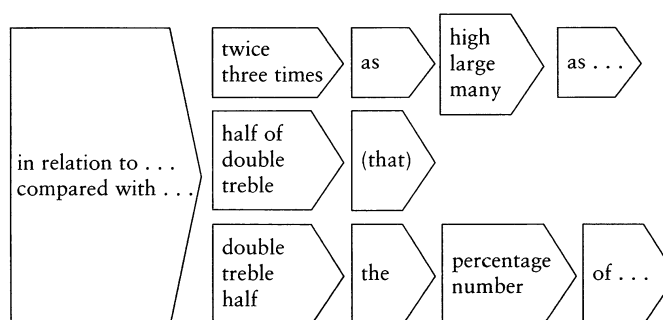 in relation to . . .
compared with . . .
twice
three times
as
high
large
many
as . . .
half of
double
treble
(that)
double
treble
half
the
percentage
number
of . . .